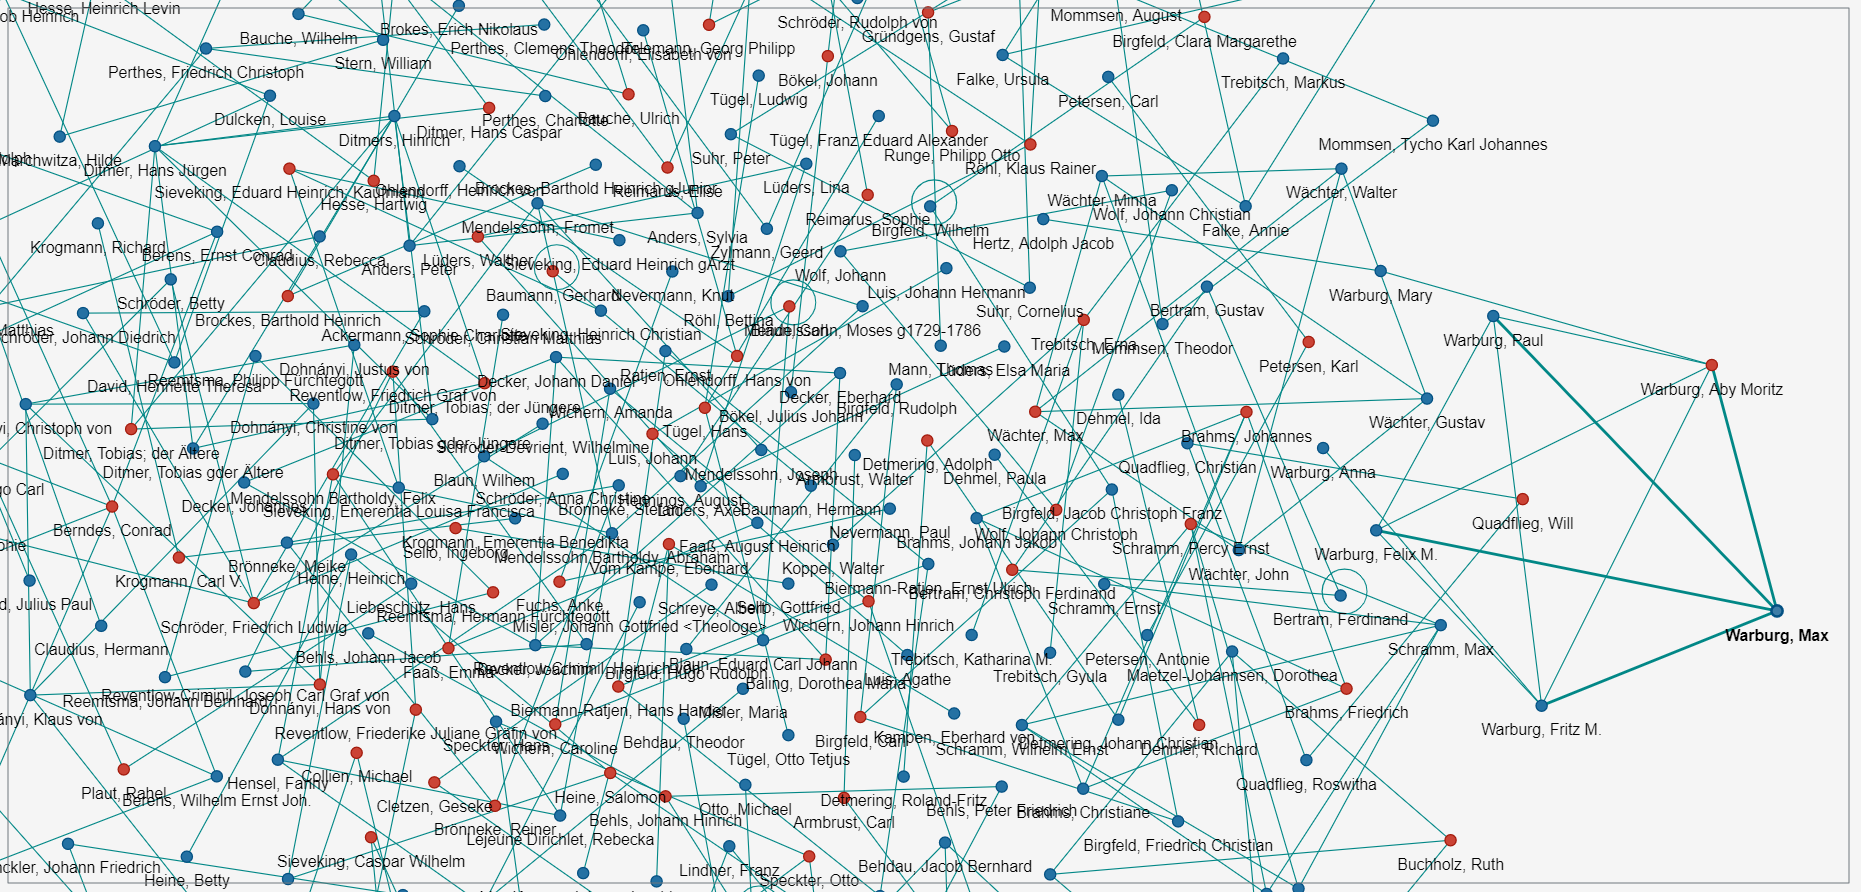 Hesse, Heinrich Levin
ob Heinrich
Brokes, Erich Nikolaus
Bauche, Wilhelm
Perthes, Clemens Theodor
Telemann, Georg Philipp
Ohlendorff, Elisabeth von
Schröder, Rudolph von
Gründgens, Gustaf
Mommsen, August
Birgfeld, Clara Margarethe
Stern, William
Perthes, Friedrich Christoph
Bökel, Johann
Falke, Ursula
Trebitsch, Markus
Tügel, Ludwig
Petersen, Carl
Dulcken, Louise
Perthes, Charlotte
Bauche, Ulrich
Ditmer, Hans Caspar
Ditmers, Hinrich
Tügel, Franz Eduard Alexander
Mommsen, Tycho Karl Johannes
Marchwitza, Hilde
Suhr, Peter
Runge, Philipp Otto
Ditmer, Hans Jürgen
Röhl, Klaus Rainer
Sieveking, Eduard Heinrich; Kaufmann
Ohlendorff, Heinrich von
Brockes, Barthold Heinrich gJunior
Reimarus, Elise
Lüders, Lina
Wächter, Walter
Hesse, Hartwig
Wächter, Minna
Reimarus, Sophie
Wolf, Johann Christian
Mendelssohn, Fromet
Birgfeld, Wilhelm
Falke, Annie
Krogmann, Richard
Anders, Sylvia
Hertz, Adolph Jacob
Berens, Ernst Conrad
Claudius, Rebecca
Lüders, Walther
Zylmann, Geerd
Anders, Peter
Sieveking, Eduard Heinrich gArzt
Wolf, Johann
Schröder, Betty
Baumann, Gerhard
Nevermann, Knut
Luis, Johann Hermann
Warburg, Mary
Suhr, Cornelius
Bertram, Gustav
Brockes, Barthold Heinrich
Röhl, Bettina
Matthias
Schröder, Johann Diedrich
Ackermann, Sophie Charlotte
Schröder, Christian Matthias
Sieveking, Heinrich Christian
Mendelssohn, Moses g1729-1786
Trebitsch, Erna
Mommsen, Theodor
Warburg, Paul
Petersen, Karl
Dohnányi, Justus von
Mann, Thomas
Lüders, Elsa Maria
David, Henriette Theresa
Reemtsma, Philipp Fürchtegott
Decker, Johann Daniel
Ratjen, Ernst
Ohlendorff, Hans von
Warburg, Aby Moritz
Reventlow, Friedrich Graf von
Decker, Eberhard
Ditmer, Tobias; der Jüngere
Wichern, Amanda
Bökel, Julius Johann
Birgfeld, Rudolph
Dehmel, Ida
Wächter, Gustav
yi, Christoph von
Dohnányi, Christine von
Tügel, Hans
Wächter, Max
Brahms, Johannes
Ditmer, Tobias gder Jüngere
Schröder-Devrient, Wilhelmine
Ditmer, Tobias; der Ältere
Luis, Johann
Detmering, Adolph
Quadflieg, Christian
Ditmer, Tobias gder Ältere
Mendelssohn, Joseph
Armbrust, Walter
Dehmel, Paula
Warburg, Anna
go Carl
Blaun, Wilhem
Mendelssohn Bartholdy, Felix
Schröder, Anna Christine
Hennings, August
Decker, Johannes
Sieveking, Emerentia Louisa Francisca
Brönneke, Stefanie
Lüders, Axel
Baumann, Hermann
Birgfeld, Jacob Christoph Franz
Quadflieg, Will
Berndes, Conrad
Nevermann, Paul
Wolf, Johann Christoph
Krogmann, Emerentia Benedikta
Faaß, August Heinrich
Brahms, Johann Jakob
Schramm, Percy Ernst
Warburg, Felix M.
Sello, Ingeborg
Mendelssohn Bartholdy, Abraham
Brönneke, Meike
Vom Kampe, Eberhard
Koppel, Walter
Wächter, John
Krogmann, Carl V.
Heine, Heinrich
Biermann-Ratjen, Ernst Ulrich
Bertram, Christoph Ferdinand
d, Julius Paul
Liebeschütz, Hans
Fuchs, Anke
Schreye, Albert
Sello, Gottfried
Schramm, Ernst
Reemtsma, Hermann Fürchtegott
Bertram, Ferdinand
Schröder, Friedrich Ludwig
Misler, Johann Gottfried <Theologe>
Wichern, Johann Hinrich
Warburg, Max
Claudius, Hermann
Schramm, Max
Behls, Johann Jacob
Trebitsch, Katharina M.
Petersen, Antonie
Faaß, Emma
Blaun, Eduard Carl Johann
Birgfeld, Hugo Rudolph
Trebitsch, Gyula
Maetzel-Johannsen, Dorothea
Luis, Agathe
Baling, Dorothea Maria
Reventlow-Criminil, Joseph Carl Graf von
Reemtsma, Johann Bernhard
Dohnányi, Hans von
Biermann-Ratjen, Hans Harder
Misler, Maria
Brahms, Friedrich
ányi, Klaus von
Reventlow, Friederike Juliane Gräfin von
Warburg, Fritz M.
Speckter, Hans
Wichern, Caroline
Behdau, Theodor
Birgfeld, Carl
Kampen, Eberhard von
Detmering, Johann Christian
Schramm, Wilhelm Ernst
Dehmel, Richard
Tügel, Otto Tetjus
Collien, Michael
Hensel, Fanny
Quadflieg, Roswitha
Plaut, Rahel
Berens, Wilhelm Ernst Joh.
Heine, Salomon
Detmering, Roland-Fritz
Cletzen, Geseke
Otto, Michael
Behls, Peter Friedrich
Brahms, Christiane
Behls, Johann Hinrich
Armbrust, Carl
Brönneke, Reiner
Lejeune Dirichlet, Rebecka
Birgfeld, Friedrich Christian
Sieveking, Caspar Wilhelm
Buchholz, Ruth
nckler, Johann Friedrich
Lindner, Franz
Behdau, Jacob Bernhard
Heine, Betty
Speckter, Otto